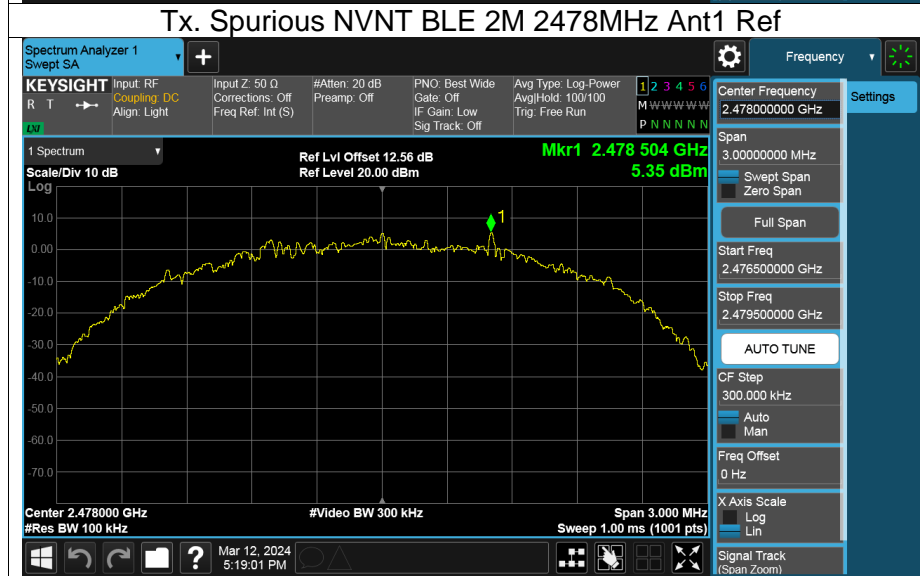 Tx. Spurious NVNT BLE 2M 2478MHz Ant1 Ref
Spectrum Analyzer 1
Swept SA
+
Frequency
KEYSIGHT
R T
LXI
Input: RF
Coupling: DC
Align: Light
Input Z: 50 Ω
Corrections: Off
Freq Ref: Int (S)
#Atten: 20 dB
Preamp: Off
PNO: Best Wide
Gate: Off
IF Gain: Low
Sig Track: Off
Avg Type: Log-Power
Avg|Hold: 100/100
Trig: Free Run
1 2 3 4 5 6
M W W W W W
P N N N N N
1 Spectrum
Scale/Div 10 dB
Log
Ref Lvl Offset 12.56 dB
Ref Level 20.00 dBm
Mkr1 2.478 504 GHz
5.35 dBm
1
10.0
0.00
-10.0
-20.0
-30.0
-40.0
-50.0
-60.0
-70.0
Center 2.478000 GHz
#Res BW 100 kHz
#Video BW 300 kHz
Span 3.000 MHz
Sweep 1.00 ms (1001 pts)
?
Mar 12, 2024
5:19:01 PM
Center Frequency
2.478000000 GHz
Settings
Span
3.00000000 MHz
Swept Span
Zero Span
Full Span
Start Freq
2.476500000 GHz
Stop Freq
2.479500000 GHz
AUTO TUNE
CF Step
300.000 kHz
Auto
Man
Freq Offset
0 Hz
X Axis Scale
Log
Lin
Signal Track
(Span Zoom)